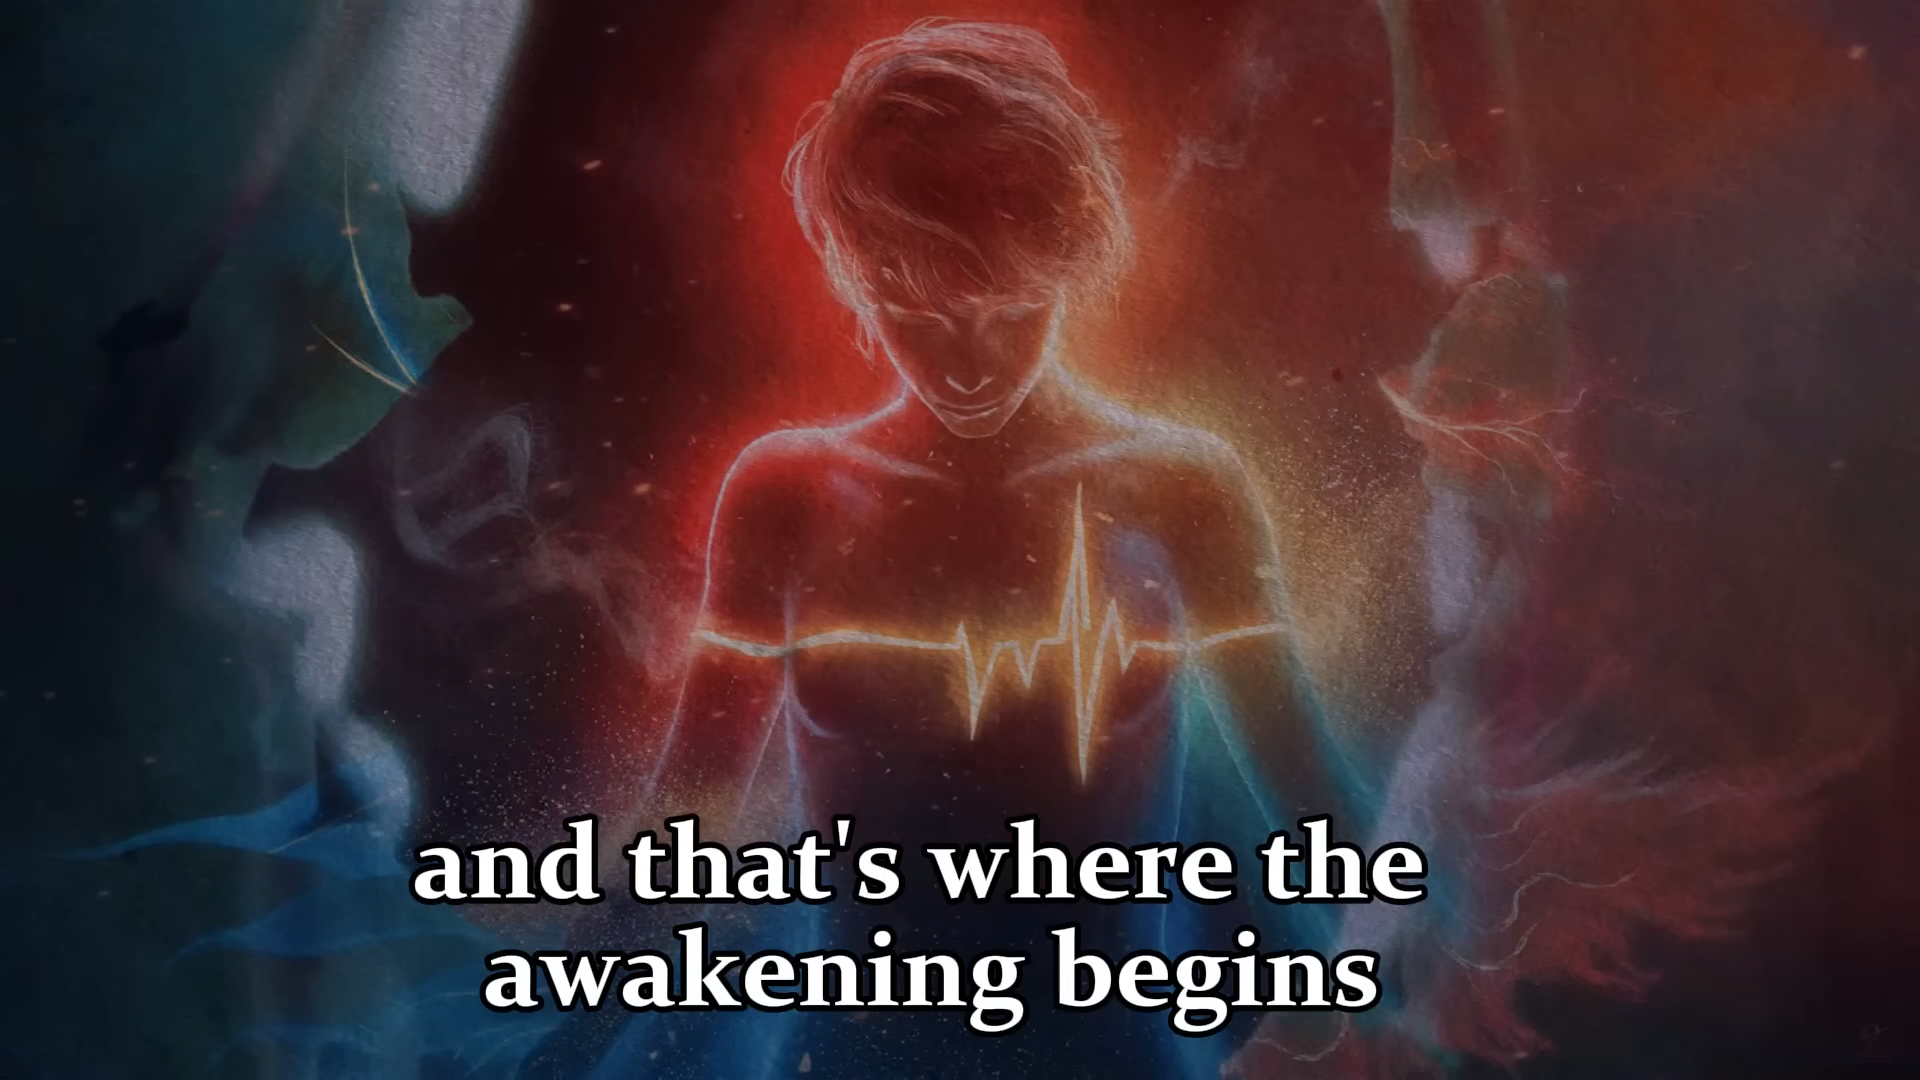 and that's where the
awakening begins